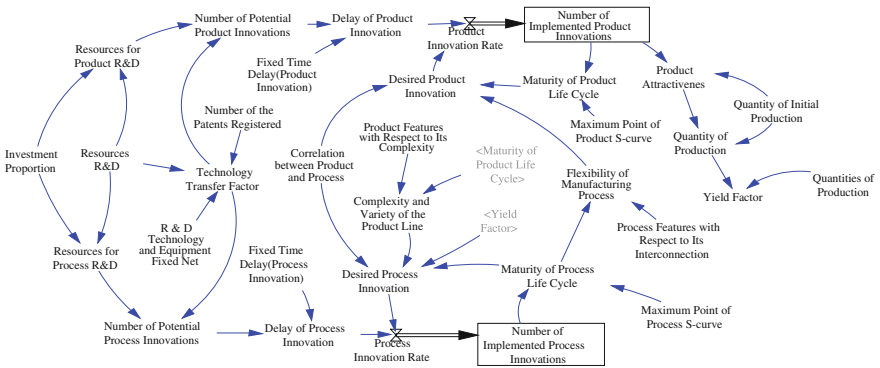 Number of Potential
Product Innovations
Delay of Product
Innovation
Product
Innovation Rate
Number of
Implemented Product
Innovations
Resources for
Product R&D
Fixed Time
Delay(Product
Innovation)
Desired Product
Innovation
Maturity of Product
Life Cycle
Product
Attractivenes
Quantity of Initial
Production
Number of the
Patents Registered
Product Features
with Respect to Its
Complexity
Maximum Point of
Product S-curve
Quantity of
Production
Investment
Proportion
Resources
R&D
Technology
Transfer Factor
Correlation
between Product
and Process
<Maturity of
Product Life
Cycle>
Flexibility of
Manufacturing
Process
Yield Factor
Quantities of
Production
Complexity and
Variety of the
Product Line
<Yield
Factor>
R & D
Technology
and Equipment
Fixed Net
Process Features with
Respect to Its
Interconnection
Resources for
Process R&D
Fixed Time
Delay(Process
Innovation)
Desired Process
Innovation
Maturity of Process
Life Cycle
Maximum Point of
Process S-curve
Number of Potential
Process Innovations
Delay of Process
Innovation
Process
Innovation Rate
Number of
Implemented Process
Innovations